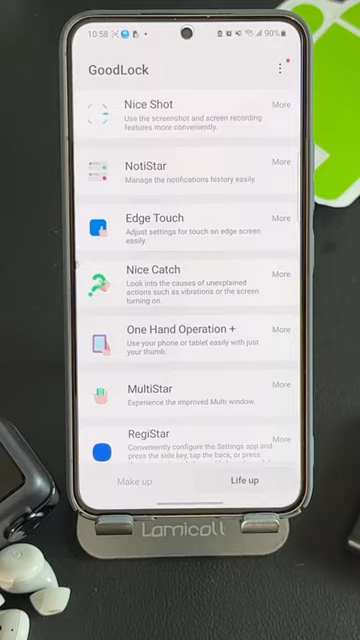 10:58
90%
GoodLock
Nice Shot
More
Use the screenshot and screen recording
features more conveniently.
NotiStar
More
Manage the notifications history easily.
Edge Touch
More
Adjust settings for touch on edge screen
easily.
Nice Catch
More
Look into the causes of unexplained
actions such as vibrations or the screen
turning on.
One Hand Operation +
More
Use your phone or tablet easily with just
your thumb.
MultiStar
More
Experience the improved Multi window.
RegiStar
More
Conveniently configure the Settings app and
press the side key, tap the back, or press
Make up
Life up
Lamicall